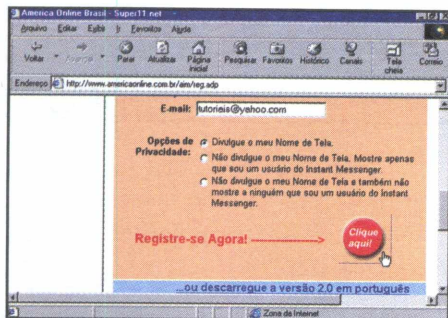 America Online Brasil - Super11 net
Arquivo Editar Exibir Ir Favoritos Ajuda
Voltar Avançar Parar Atualizar Página inicial Pesquisar Favoritos Histórico Canais Tela cheia Correio
Endereço http://www.americaonline.com.br/aim/reg.adp
E-mail: tutorieis@yahoo.com
Opções de Privacidade:
Divulgue o meu Nome de Tela.
Não divulgue o meu Nome de Tela. Mostre apenas
que sou um usuário do Instant Messenger.
Não divulgue o meu Nome de Tela e também não
mostre a ninguém que sou um usuário do Instant
Messenger.
Registre-se Agora! --------------->
Clique
aqui!
...ou descarregue a versão 2.0 em português
Zona da Internet